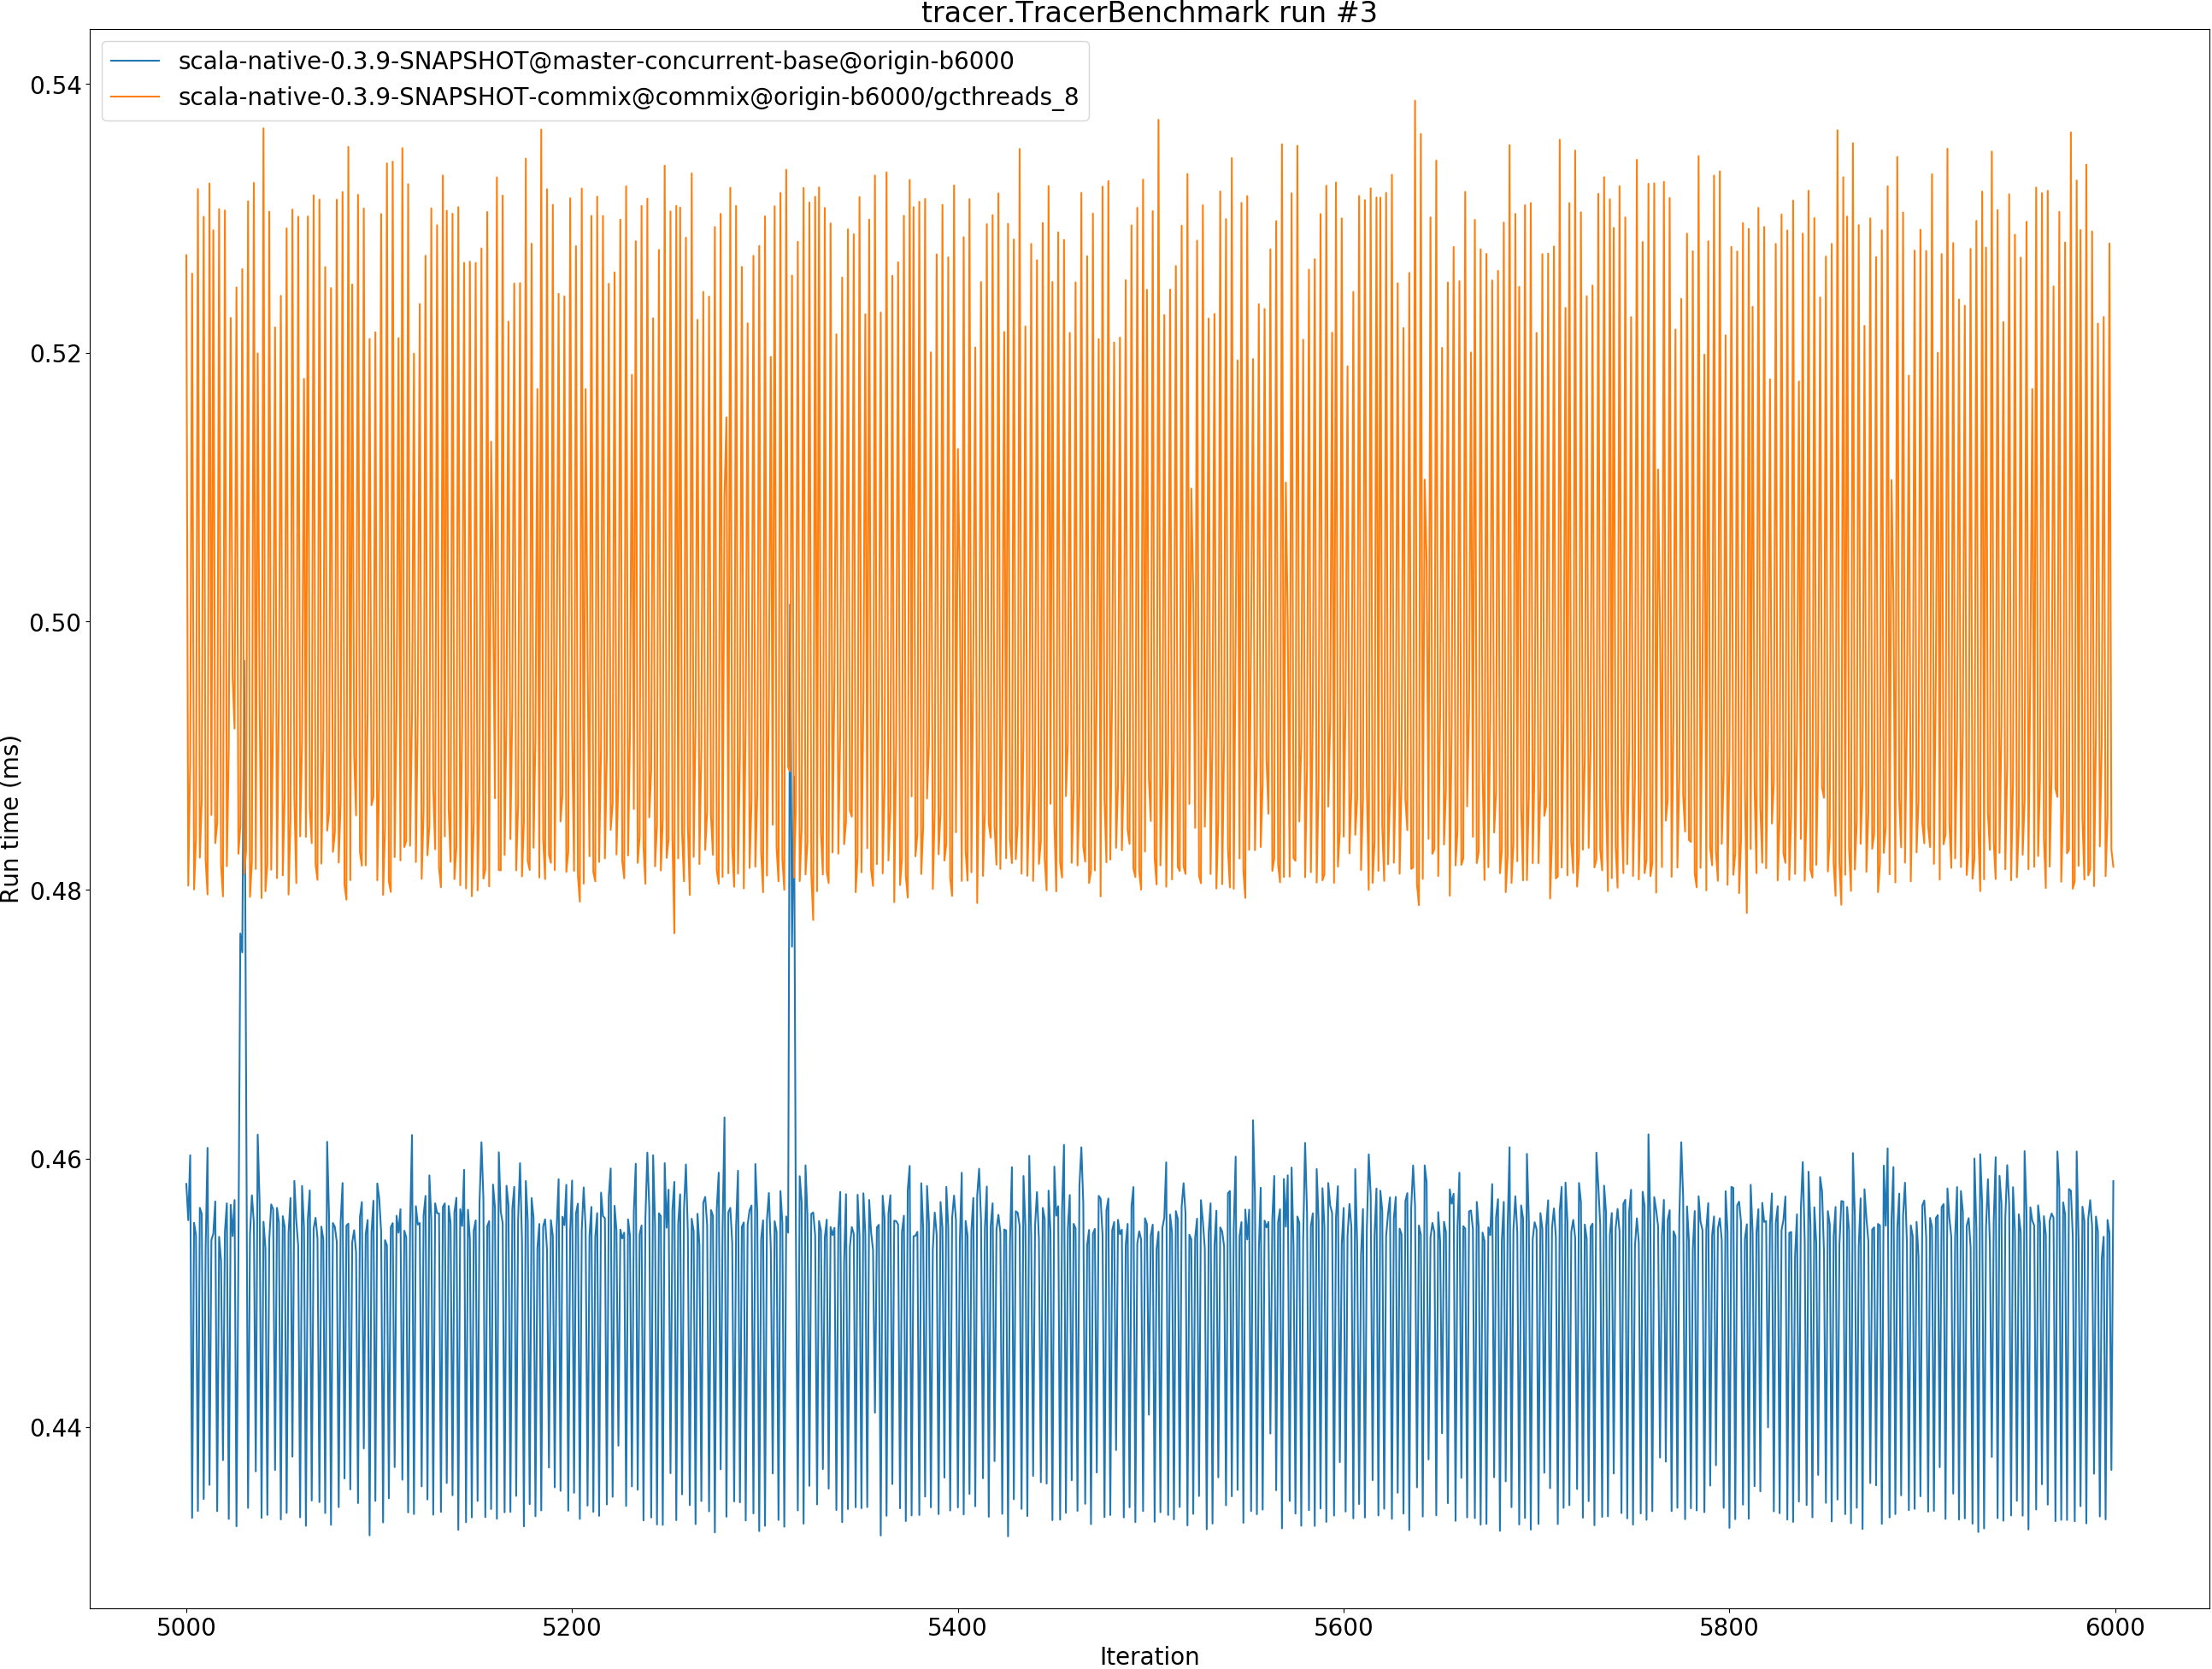 tracer.TracerBenchmark run #3
scala-native-0.3.9-SNAPSHOT@master-concurrent-base@origin-b6000
scala-native-0.3.9-SNAPSHOT-commix@commix@origin-b6000/gcthreads_8
Run time (ms)
0.54
0.52
0.50
0.48
0.46
0.44
5000 5200 5400 5600 5800 6000
Iteration